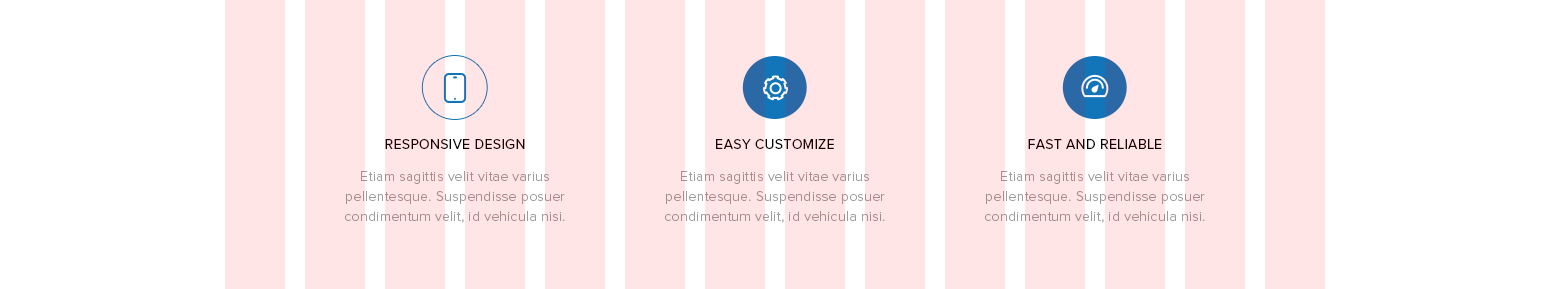 RESPONSIVE DESIGN
Etiam sagittis velit vitae varius
pellentesque. Suspendisse posuer
condimentum velit, id vehicula nisi.
EASY CUSTOMIZE
Etiam sagittis velit vitae varius
pellentesque. Suspendisse posuer
condimentum velit, id vehicula nisi.
FAST AND RELIABLE
Etiam sagittis velit vitae varius
pellentesque. Suspendisse posuer
condimentum velit, id vehicula nisi.